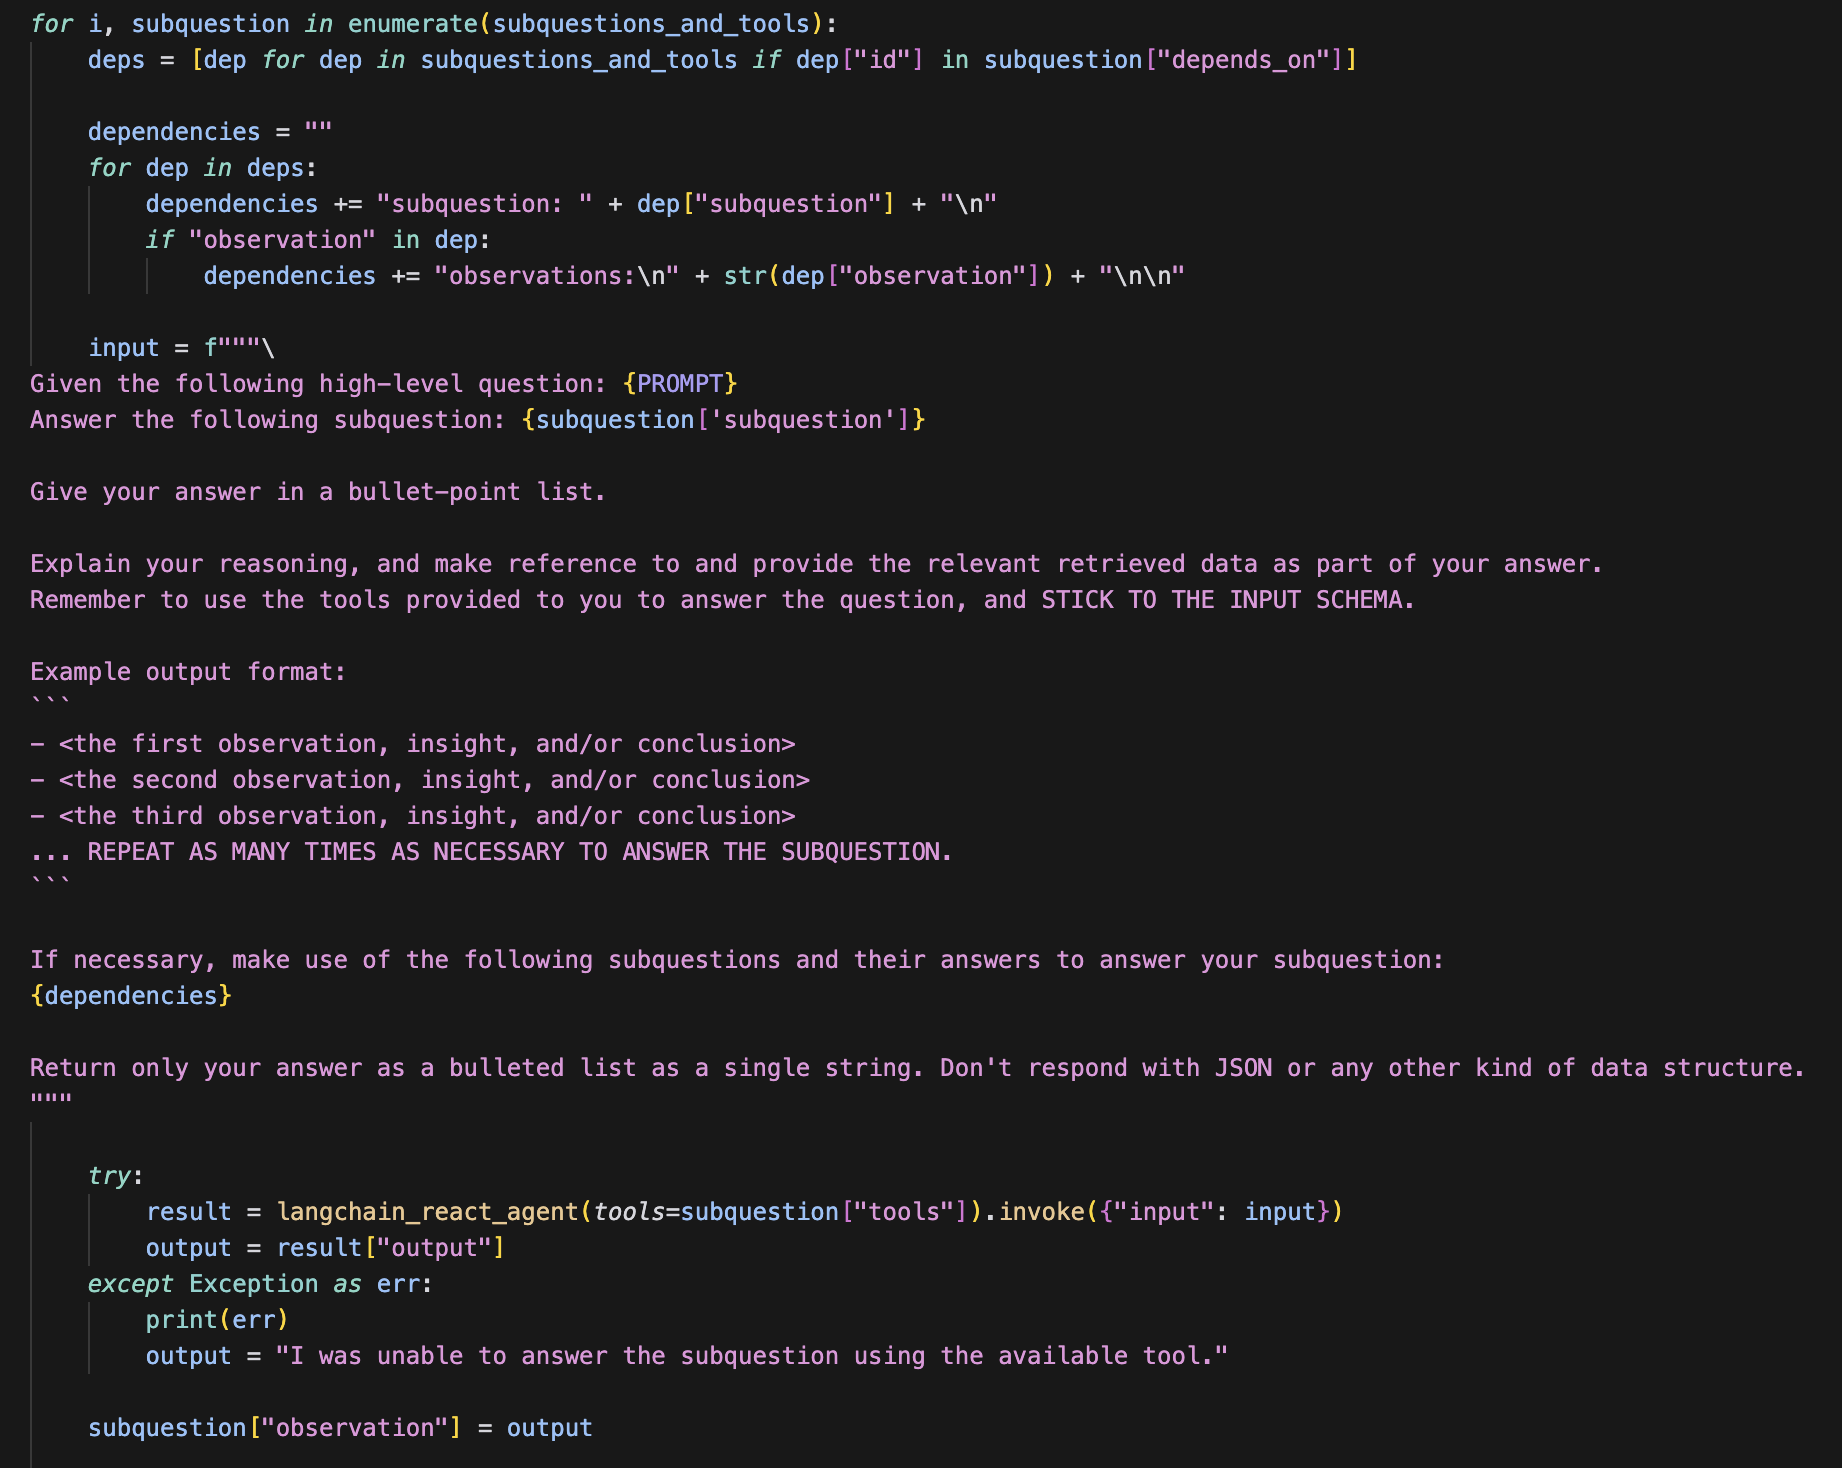 for i, subquestion in enumerate(subquestions_and_tools):
    deps = [dep for dep in subquestions_and_tools if dep["id"] in subquestion["depends_on"]]

    dependencies = ""
    for dep in deps:
        dependencies += "subquestion: " + dep["subquestion"] + "\n"
        if "observation" in dep:
            dependencies += "observations:\n" + str(dep["observation"]) + "\n\n"

    input = f"""\
Given the following high-level question: {PROMPT}
Answer the following subquestion: {subquestion['subquestion']}

Give your answer in a bullet-point list.

Explain your reasoning, and make reference to and provide the relevant retrieved data as part of your answer.
Remember to use the tools provided to you to answer the question, and STICK TO THE INPUT SCHEMA.

Example output format:
```
- <the first observation, insight, and/or conclusion>
- <the second observation, insight, and/or conclusion>
- <the third observation, insight, and/or conclusion>
... REPEAT AS MANY TIMES AS NECESSARY TO ANSWER THE SUBQUESTION.
```

If necessary, make use of the following subquestions and their answers to answer your subquestion:
{dependencies}

Return only your answer as a bulleted list as a single string. Don't respond with JSON or any other kind of data structure.
"""

    try:
        result = langchain_react_agent(tools=subquestion["tools"]).invoke({"input": input})
        output = result["output"]
    except Exception as err:
        print(err)
        output = "I was unable to answer the subquestion using the available tool."

    subquestion["observation"] = output